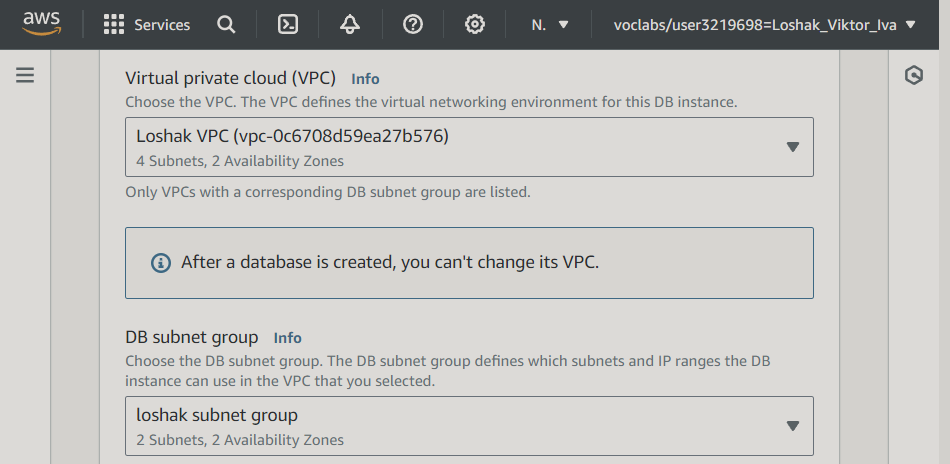 aws
Services
N.
voclabs/user3219698=Loshak_Viktor_Iva
Virtual private cloud (VPC) Info
Choose the VPC. The VPC defines the virtual networking environment for this DB instance.
Loshak VPC (vpc-0c6708d59ea27b576)
4 Subnets, 2 Availability Zones
Only VPCs with a corresponding DB subnet group are listed.
After a database is created, you can't change its VPC.
DB subnet group Info
Choose the DB subnet group. The DB subnet group defines which subnets and IP ranges the DB
instance can use in the VPC that you selected.
loshak subnet group
2 Subnets, 2 Availability Zones